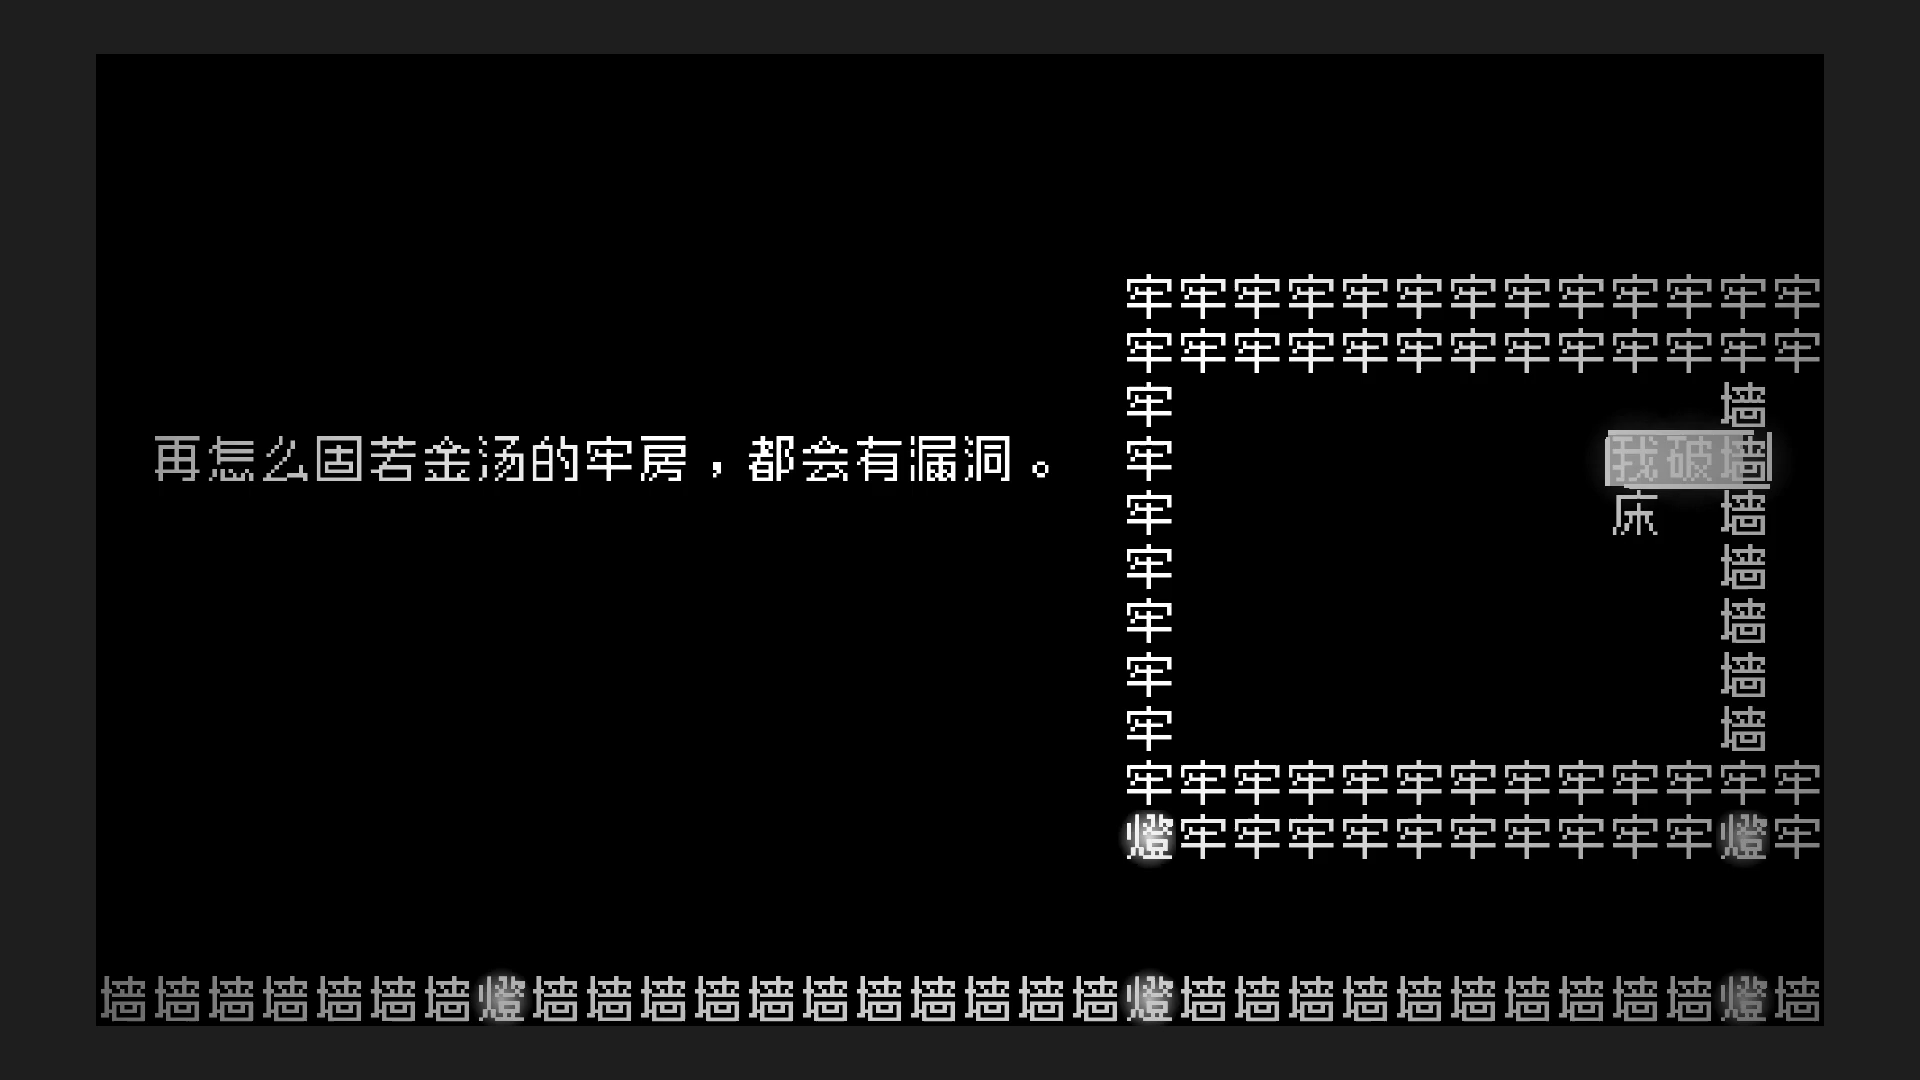 牢牢牢牢牢牢牢牢牢牢牢牢牢
牢牢牢牢牢牢牢牢牢牢牢牢牢
牢 墙
再怎么固若金汤的牢房，都会有漏洞。 牢 我破墙
牢 床 墙
牢 墙
牢 墙
牢 墙
牢 墙
牢牢牢牢牢牢牢牢牢牢牢牢牢
燈牢牢牢牢牢牢牢牢牢牢燈牢
墙墙墙墙墙墙墙燈墙墙墙墙墙墙墙墙墙墙墙燈墙墙墙墙墙墙墙墙墙墙燈墙